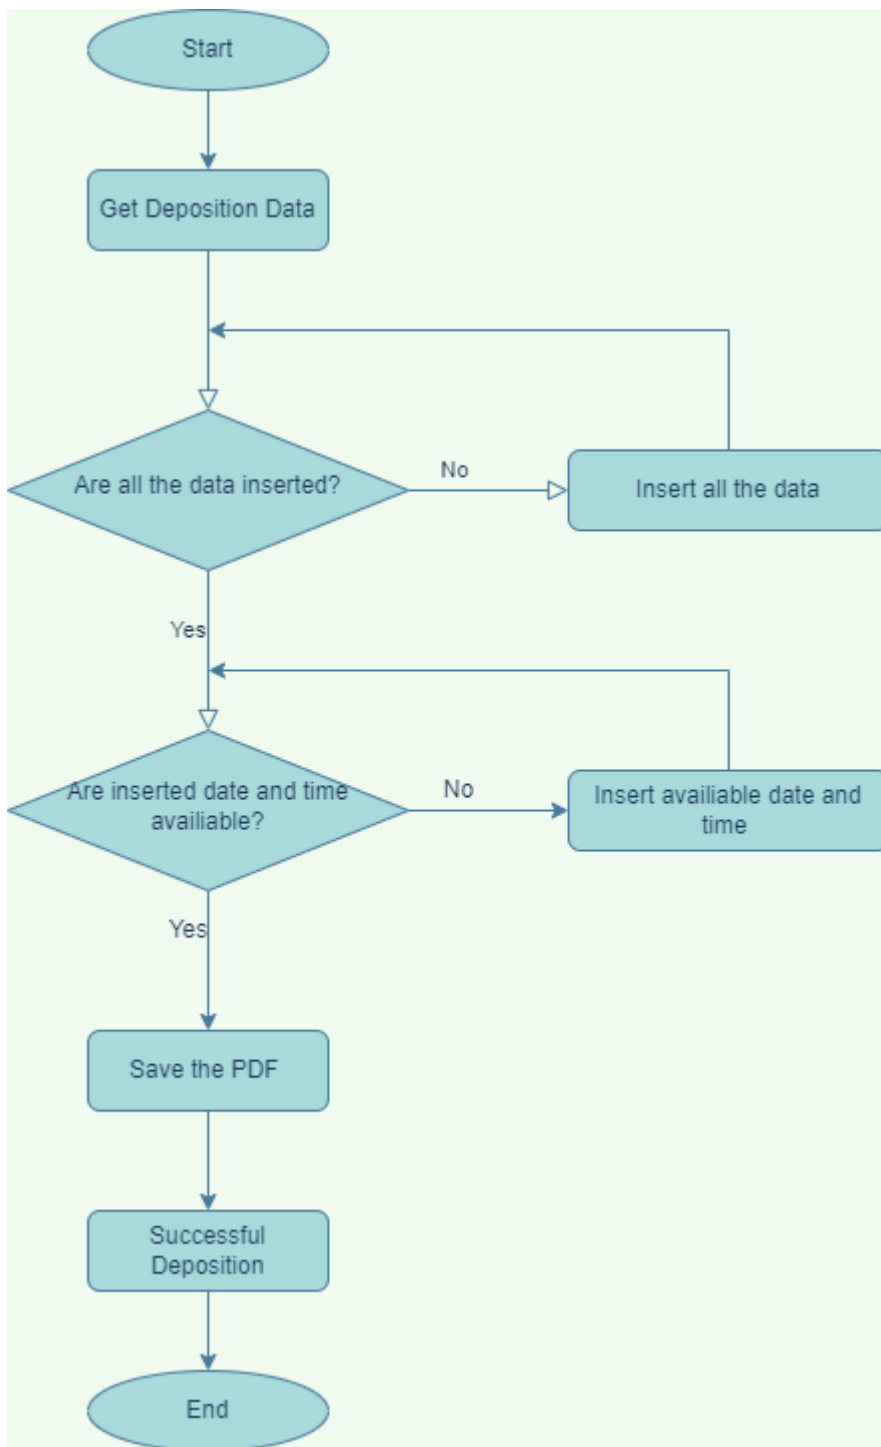 Start
Get Deposition Data
Are all the data inserted?
No
Insert all the data
Yes
Are inserted date and time
availiable?
No
Insert availiable date and
time
Yes
Save the PDF
Successful
Deposition
End